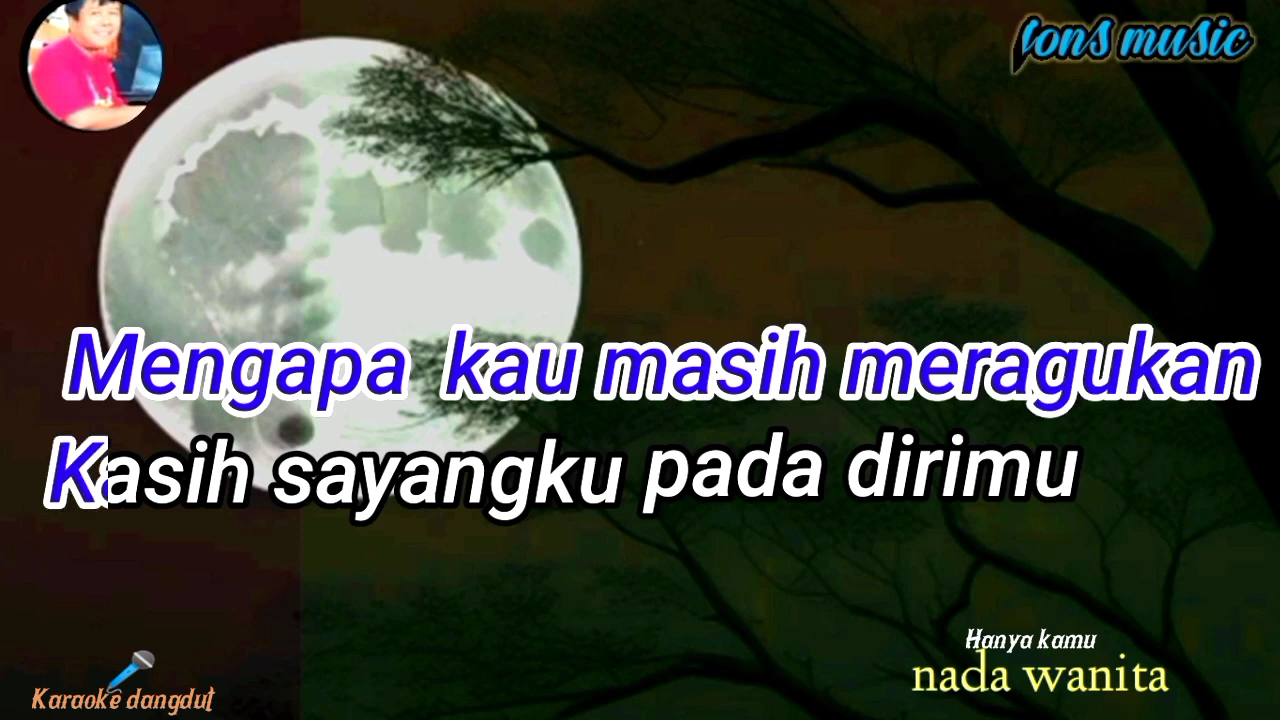 fons music
Mengapa kau masih meragukan
Kasih sayangku pada dirimu
Hanya kamu
nada wanita
Karaoke dangdut